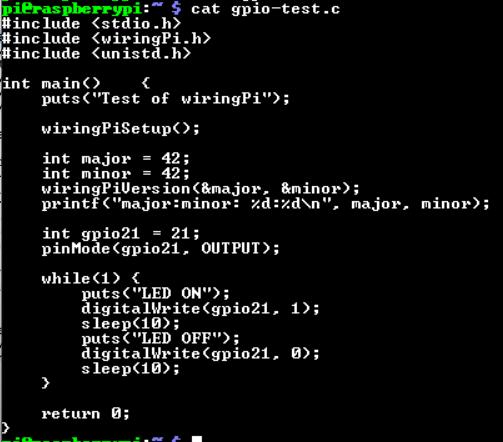 pi@raspberrypi:~ $ cat gpio-test.c
#include <stdio.h>
#include <wiringPi.h>
#include <unistd.h>
int main()    {
    puts("Test of wiringPi");
    wiringPiSetup();
    int major = 42;
    int minor = 42;
    wiringPiVersion(&major, &minor);
    printf("major:minor: %d:%d\n", major, minor);
    int gpio21 = 21;
    pinMode(gpio21, OUTPUT);
    while(1) {
        puts("LED ON");
        digitalWrite(gpio21, 1);
        sleep(10);
        puts("LED OFF");
        digitalWrite(gpio21, 0);
        sleep(10);
    }
    return 0;
}
pi@raspberrypi:~ $